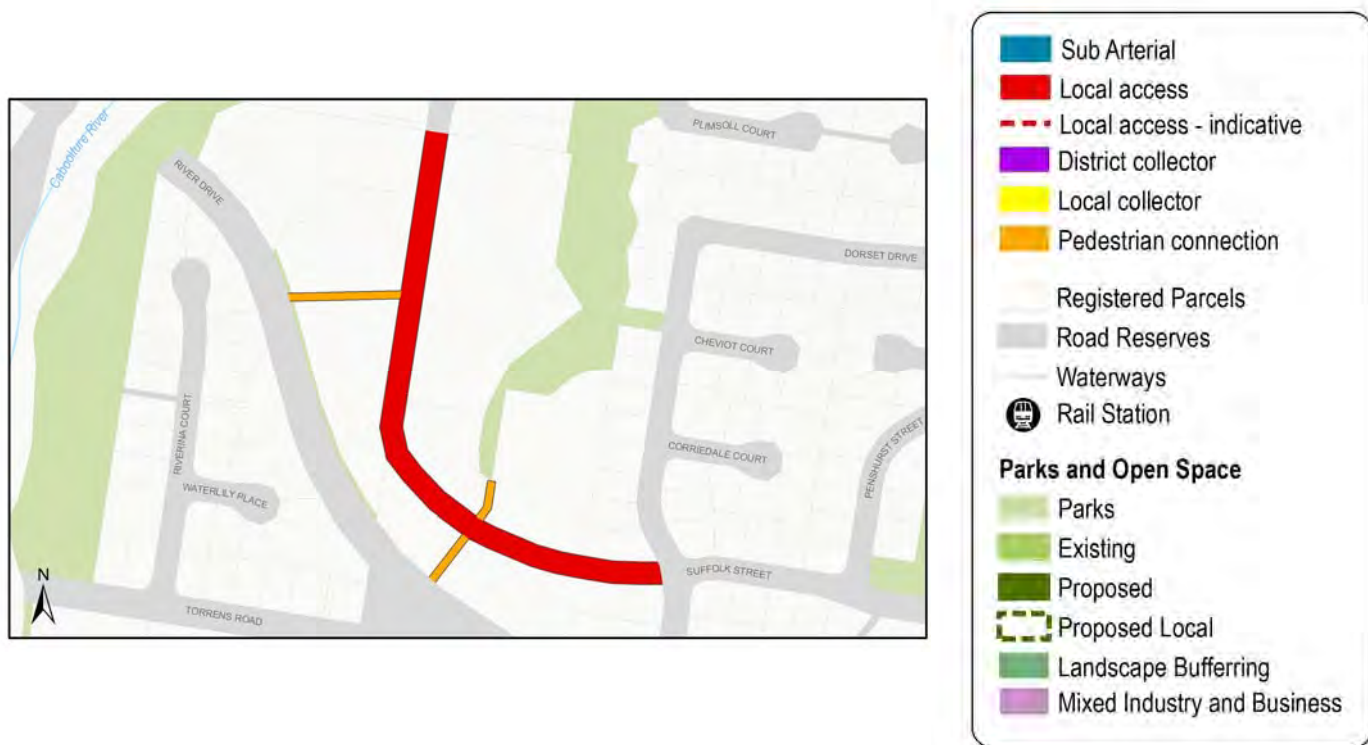 Caboolture River
RIVER DRIVE
PLIMSOLL COURT
DORSET DRIVE
CHEVIOT COURT
CORRIEDALE COURT
PENSHURST STREET
RIVERINA COURT
WATERLILY PLACE
SUFFOLK STREET
TORRENS ROAD
N
Sub Arterial
Local access
Local access - indicative
District collector
Local collector
Pedestrian connection
Registered Parcels
Road Reserves
Waterways
Rail Station
Parks and Open Space
Parks
Existing
Proposed
Proposed Local
Landscape Bufferring
Mixed Industry and Business